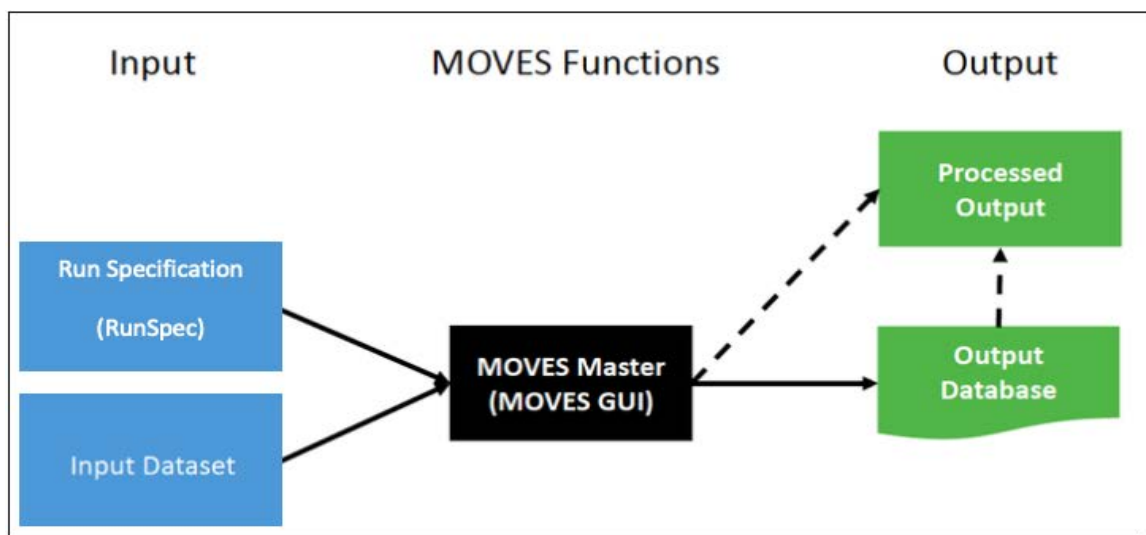 Input
MOVES Functions
Output
Processed
Output
Run Specification
(RunSpec)
MOVES Master
(MOVES GUI)
Output
Database
Input Dataset